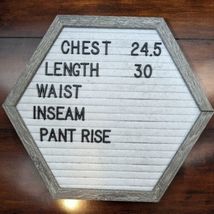 CHEST 24.5
LENGTH 30
WAIST
INSEAM
PANT RISE